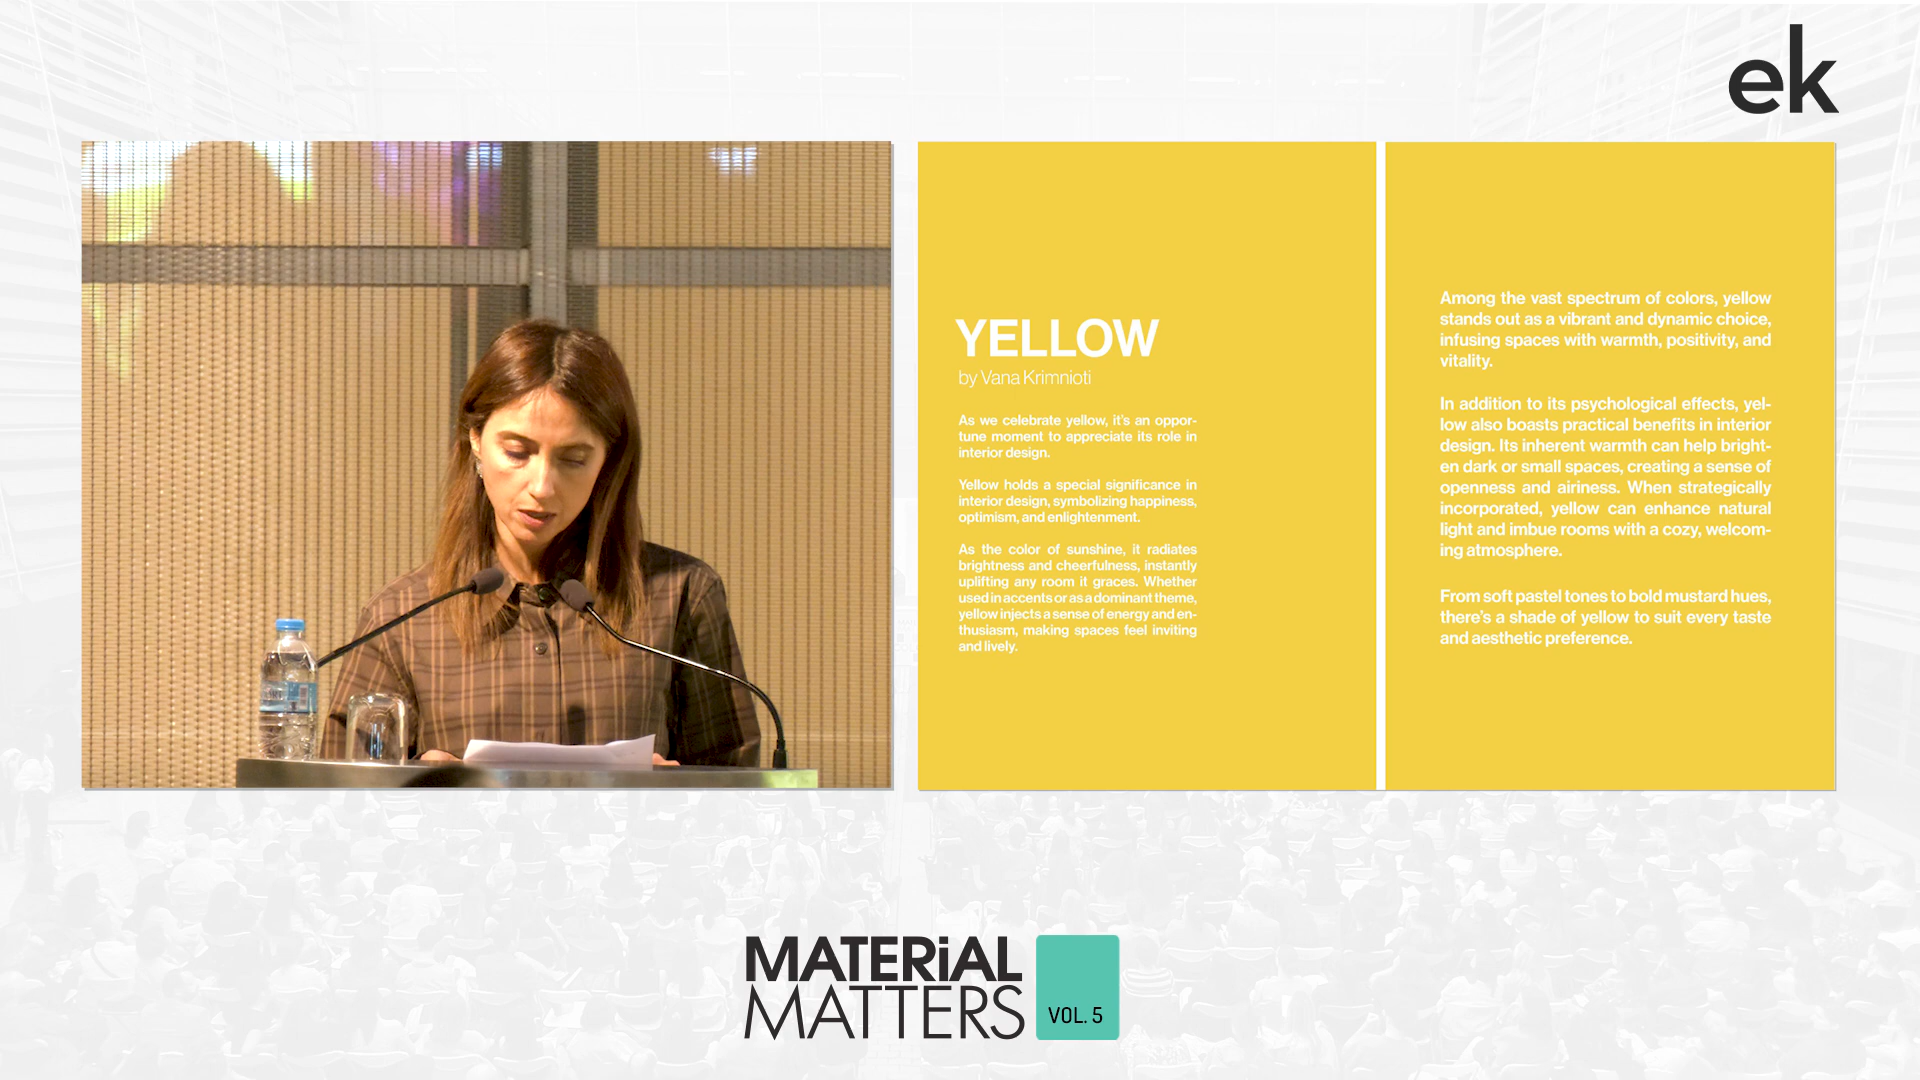 ek
YELLOW
by Vana Krimnioti
As we celebrate yellow, it's an oppor-
tune moment to appreciate its role in
interior design.
Yellow holds a special significance in
interior design, symbolizing happiness,
optimism, and enlightenment.
As the color of sunshine, it radiates
brightness and cheerfulness, instantly
uplifting any room it graces. Whether
used in accents or as a dominant theme,
yellow injects a sense of energy and en-
thusiasm, making spaces feel inviting
and lively.
Among the vast spectrum of colors, yellow
stands out as a vibrant and dynamic choice,
infusing spaces with warmth, positivity, and
vitality.
In addition to its psychological effects, yel-
low also boasts practical benefits in interior
design. Its inherent warmth can help bright-
en dark or small spaces, creating a sense of
openness and airiness. When strategically
incorporated, yellow can enhance natural
light and imbue rooms with a cozy, welcom-
ing atmosphere.
From soft pastel tones to bold mustard hues,
there's a shade of yellow to suit every taste
and aesthetic preference.
MATERiAL
MATTERS
VOL. 5